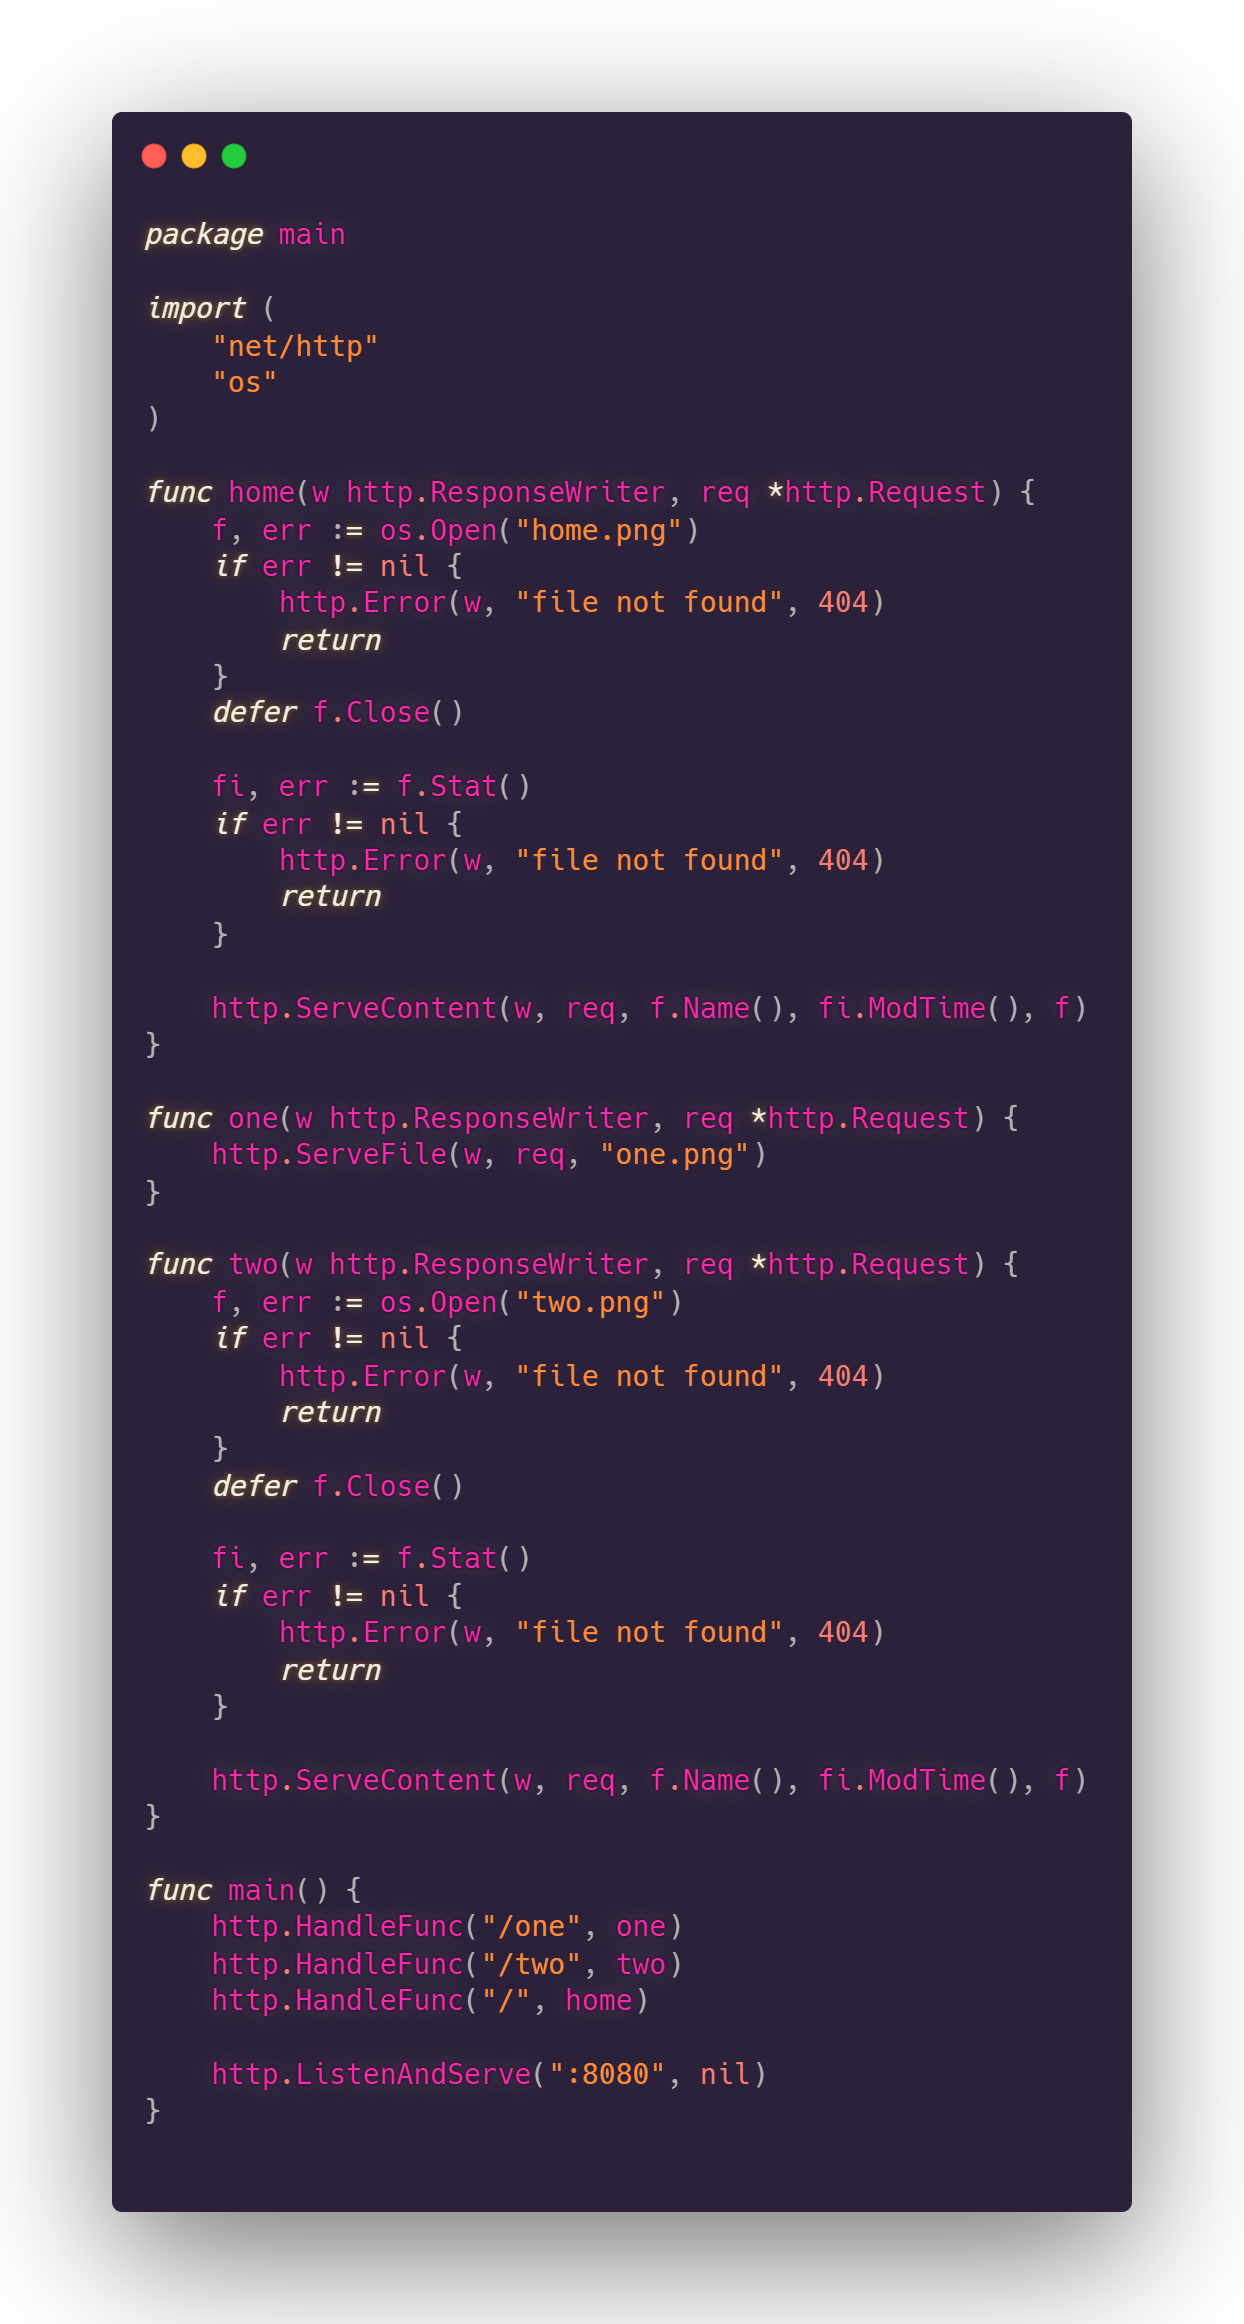 package main

import (
    "net/http"
    "os"
)

func home(w http.ResponseWriter, req *http.Request) {
    f, err := os.Open("home.png")
    if err != nil {
        http.Error(w, "file not found", 404)
        return
    }
    defer f.Close()

    fi, err := f.Stat()
    if err != nil {
        http.Error(w, "file not found", 404)
        return
    }

    http.ServeContent(w, req, f.Name(), fi.ModTime(), f)
}

func one(w http.ResponseWriter, req *http.Request) {
    http.ServeFile(w, req, "one.png")
}

func two(w http.ResponseWriter, req *http.Request) {
    f, err := os.Open("two.png")
    if err != nil {
        http.Error(w, "file not found", 404)
        return
    }
    defer f.Close()

    fi, err := f.Stat()
    if err != nil {
        http.Error(w, "file not found", 404)
        return
    }

    http.ServeContent(w, req, f.Name(), fi.ModTime(), f)
}

func main() {
    http.HandleFunc("/one", one)
    http.HandleFunc("/two", two)
    http.HandleFunc("/", home)

    http.ListenAndServe(":8080", nil)
}